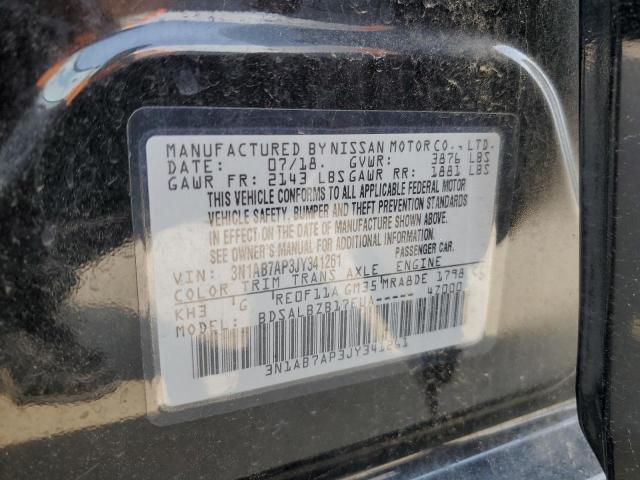 MANUFACTURED BY NISSAN MOTOR CO., LTD.
DATE: 07/18. GVWR: 3876 LBS
GAWR FR: 2143 LBS GAWR RR: 1881 LBS
THIS VEHICLE CONFORMS TO ALL APPLICABLE FEDERAL MOTOR
VEHICLE SAFETY, BUMPER AND THEFT PREVENTION STANDARDS
IN EFFECT ON THE DATE OF MANUFACTURE SHOWN ABOVE.
SEE OWNER'S MANUAL FOR ADDITIONAL INFORMATION.
VIN: 3N1AB7AP3JY341261 PASSENGER CAR.
COLOR TRIM TRANS AXLE ENGINE
KH3 G RE0F11A GM35 MRA8DE 1798 CC
MODEL: BDSALBZB17EUA----- 47000
3N1AB7AP3JY341261